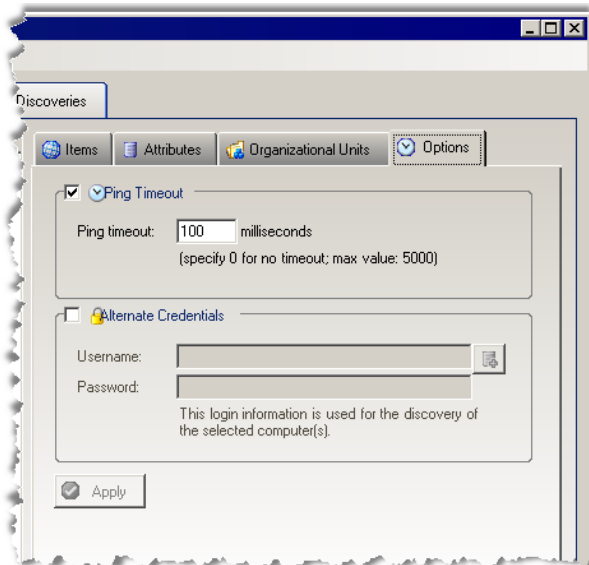 Discoveries
Items
Attributes
Organizational Units
Options
Ping Timeout
Ping timeout: 100 milliseconds
(specify 0 for no timeout; max value: 5000)
Alternate Credentials
Username:
Password:
This login information is used for the discovery of
the selected computer(s).
Apply